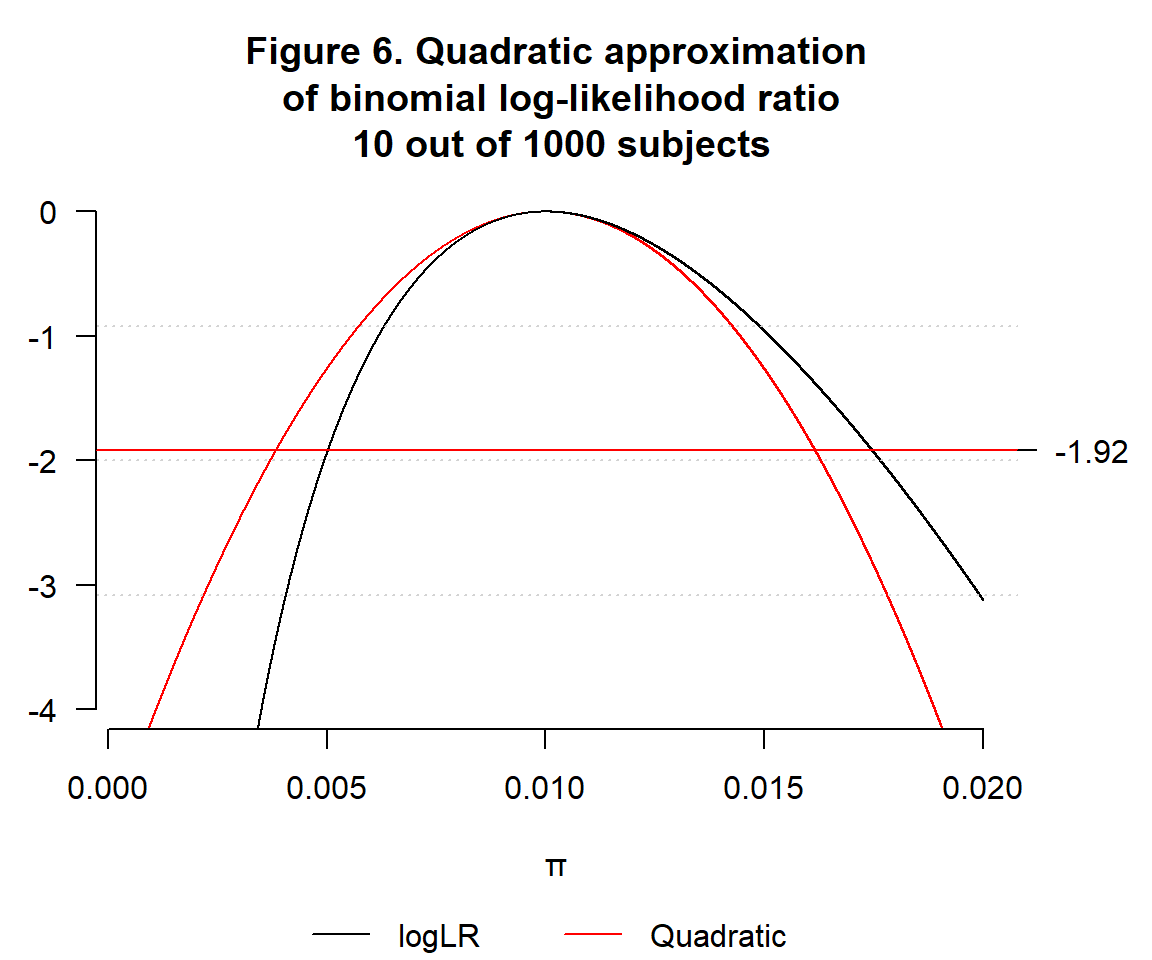 Figure 6. Quadratic approximation
of binomial log-likelihood ratio
10 out of 1000 subjects
0
-1
-2
-3
-4
-1.92
0.000 0.005 0.010 0.015 0.020
π
logLR Quadratic